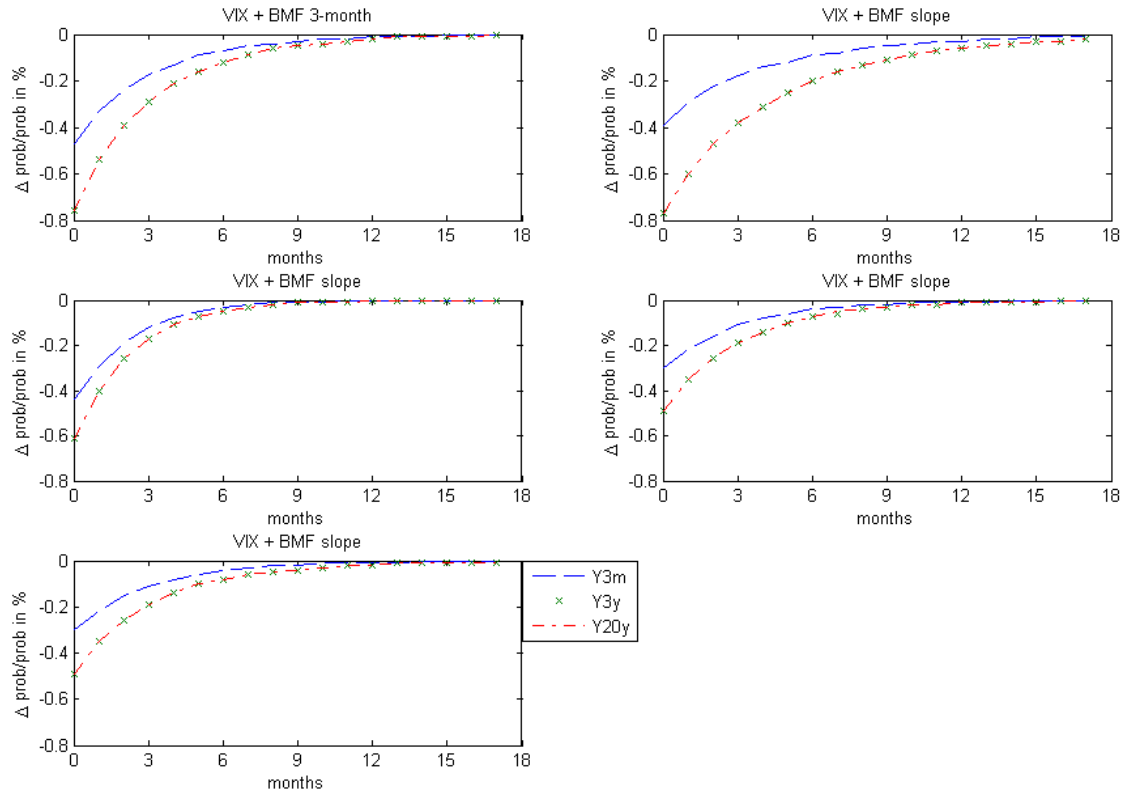 VIX + BMF 3-month
0
-0.2
-0.4
-0.6
-0.8
Δ prob/prob in %
0 3 6 9 12 15 18
months
VIX + BMF slope
0
-0.2
-0.4
-0.6
-0.8
Δ prob/prob in %
0 3 6 9 12 15 18
months
VIX + BMF slope
0
-0.2
-0.4
-0.6
-0.8
Δ prob/prob in %
0 3 6 9 12 15 18
months
VIX + BMF slope
0
-0.2
-0.4
-0.6
-0.8
Δ prob/prob in %
0 3 6 9 12 15 18
months
VIX + BMF slope
0
-0.2
-0.4
-0.6
-0.8
Δ prob/prob in %
0 3 6 9 12 15 18
months
Y3m
Y3y
Y20y